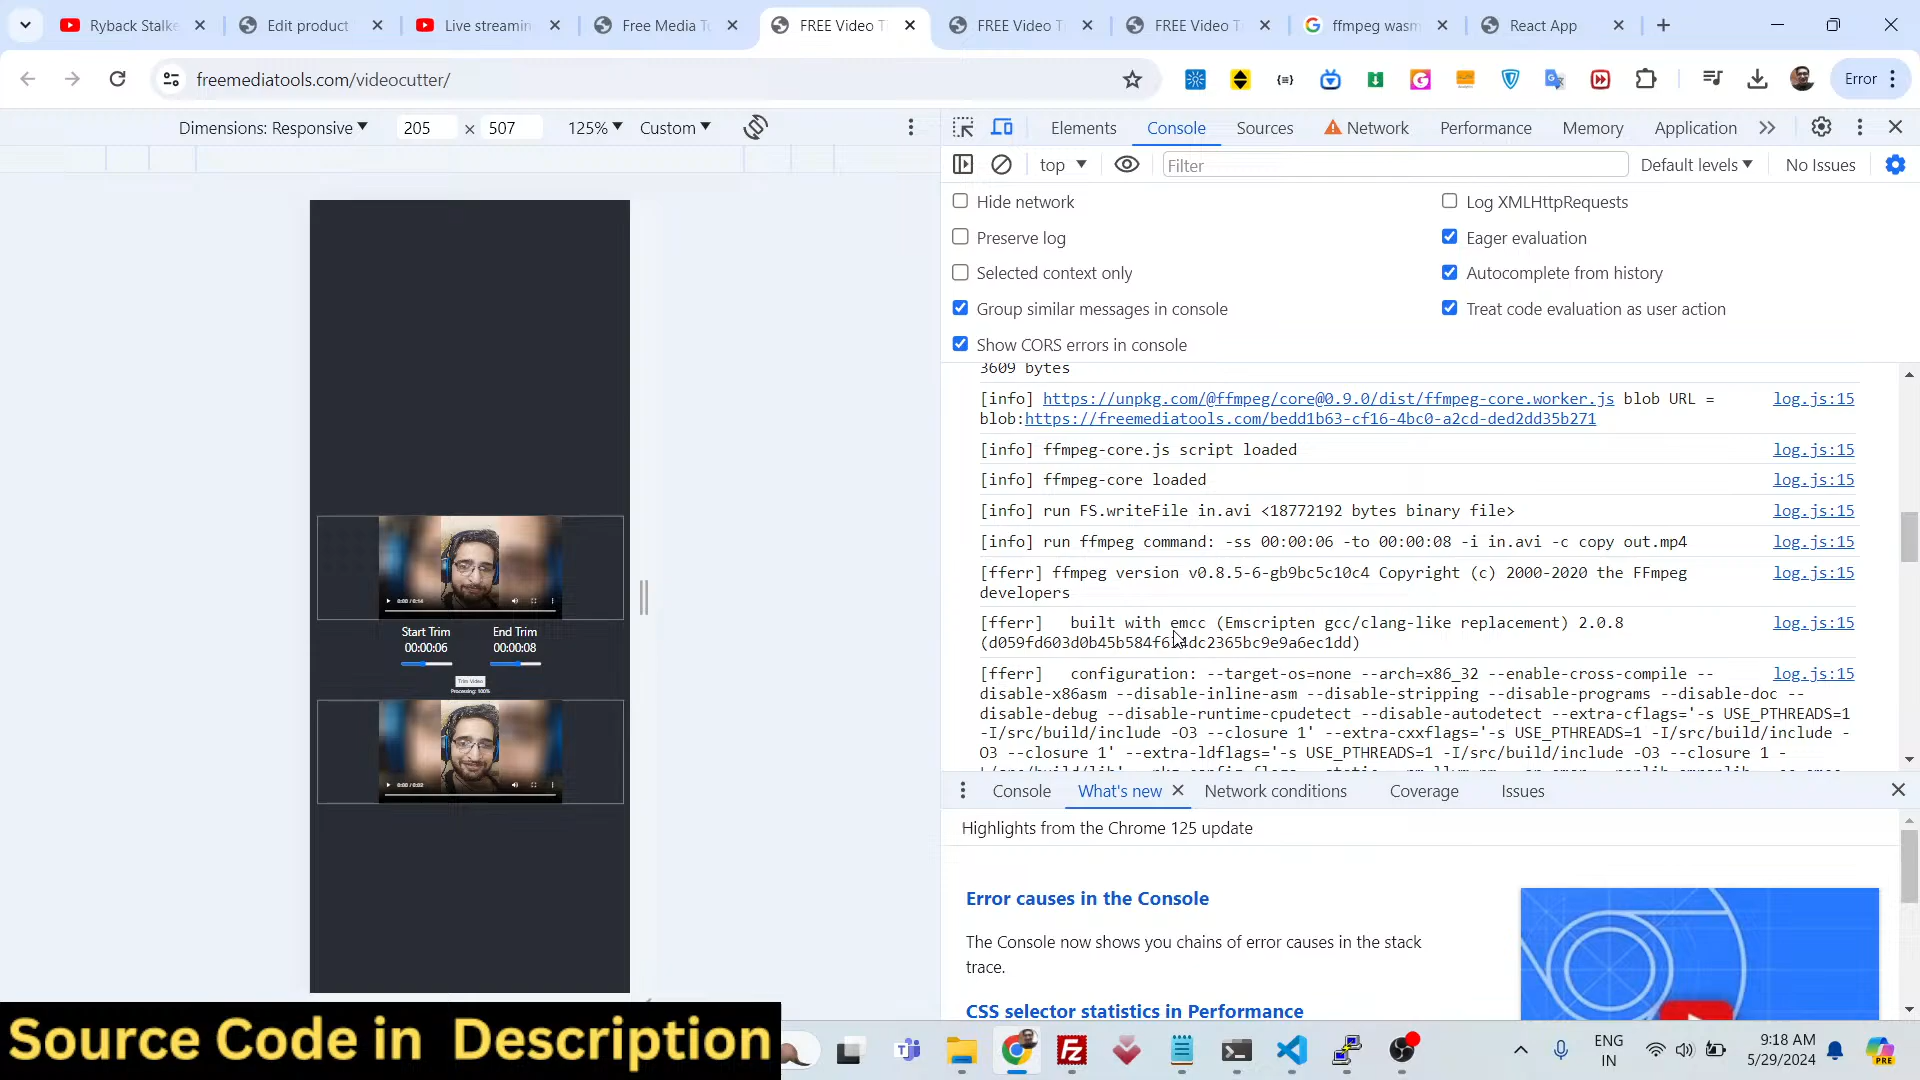 Ryback Stalke
Edit product
Live streamin
Free Media To
FREE Video T
FREE Video T
FREE Video T
ffmpeg wasm
React App
freemediatools.com/videocutter/
Error
Dimensions: Responsive
205
×
507
125%
Custom
Elements
Console
Sources
Network
Performance
Memory
Application
top
Filter
Default levels
No Issues
Hide network
Log XMLHttpRequests
Preserve log
Eager evaluation
Selected context only
Autocomplete from history
Group similar messages in console
Treat code evaluation as user action
Show CORS errors in console
3609 bytes
[info] https://unpkg.com/@ffmpeg/core@0.9.0/dist/ffmpeg-core.worker.js blob URL = log.js:15
blob:https://freemediatools.com/bedd1b63-cf16-4bc0-a2cd-ded2dd35b271
[info] ffmpeg-core.js script loaded log.js:15
[info] ffmpeg-core loaded log.js:15
[info] run FS.writeFile in.avi <18772192 bytes binary file> log.js:15
[info] run ffmpeg command: -ss 00:00:06 -to 00:00:08 -i in.avi -c copy out.mp4 log.js:15
[fferr] ffmpeg version v0.8.5-6-gb9bc5c10c4 Copyright (c) 2000-2020 the FFmpeg log.js:15
developers
[fferr] built with emcc (Emscripten gcc/clang-like replacement) 2.0.8 log.js:15
[fferr] configuration: --target-os=none --arch=x86_32 --enable-cross-compile -- log.js:15
disable-x86asm --disable-inline-asm --disable-stripping --disable-programs --disable-doc --
disable-debug --disable-runtime-cpudetect --disable-autodetect --extra-cflags='-s USE_PTHREADS=1
-I/src/build/include -O3 --closure 1' --extra-cxxflags='-s USE_PTHREADS=1 -I/src/build/include -
O3 --closure 1' --extra-ldflags='-s USE_PTHREADS=1 -I/src/build/include -O3 --closure 1 -
0:00 / 0:14
Start Trim
End Trim
00:00:06
00:00:08
Trim Video
Processing: 100%
0:00 / 0:02
Console
What's new
Network conditions
Coverage
Issues
Highlights from the Chrome 125 update
Error causes in the Console
The Console now shows you chains of error causes in the stack
trace.
CSS selector statistics in Performance
Source Code in Description
ENG
IN
9:18 AM
5/29/2024
PRE